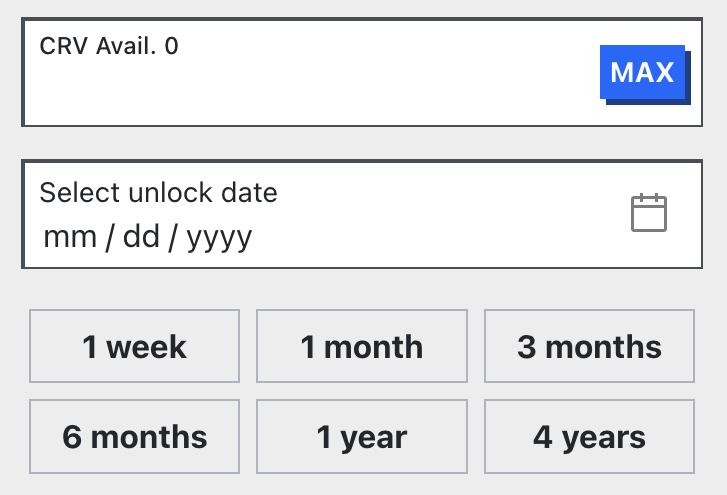 CRV Avail. 0
MAX
Select unlock date
mm / dd / yyyy
1 week
1 month
3 months
6 months
1 year
4 years